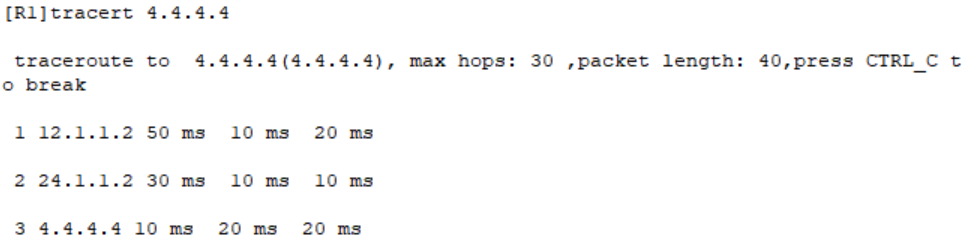 [R1]tracert 4.4.4.4
traceroute to  4.4.4.4(4.4.4.4), max hops: 30 ,packet length: 40,press CTRL_C t
o break
1 12.1.1.2 50 ms  10 ms  20 ms
2 24.1.1.2 30 ms  10 ms  10 ms
3 4.4.4.4 10 ms  20 ms  20 ms